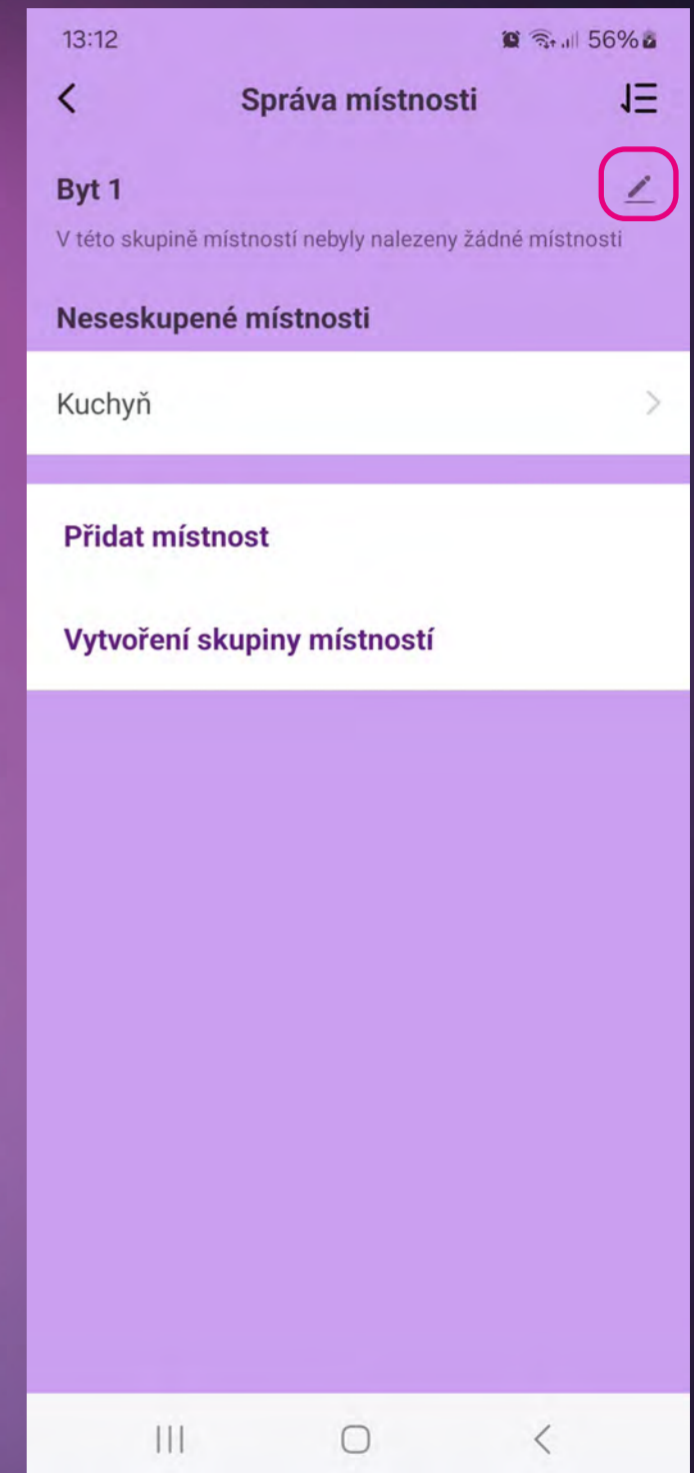 13:12
56%
Správa místnosti
Byt 1
V této skupině místností nebyly nalezeny žádné místnosti
Neseskupené místnosti
Kuchyň
Přidat místnost
Vytvoření skupiny místností